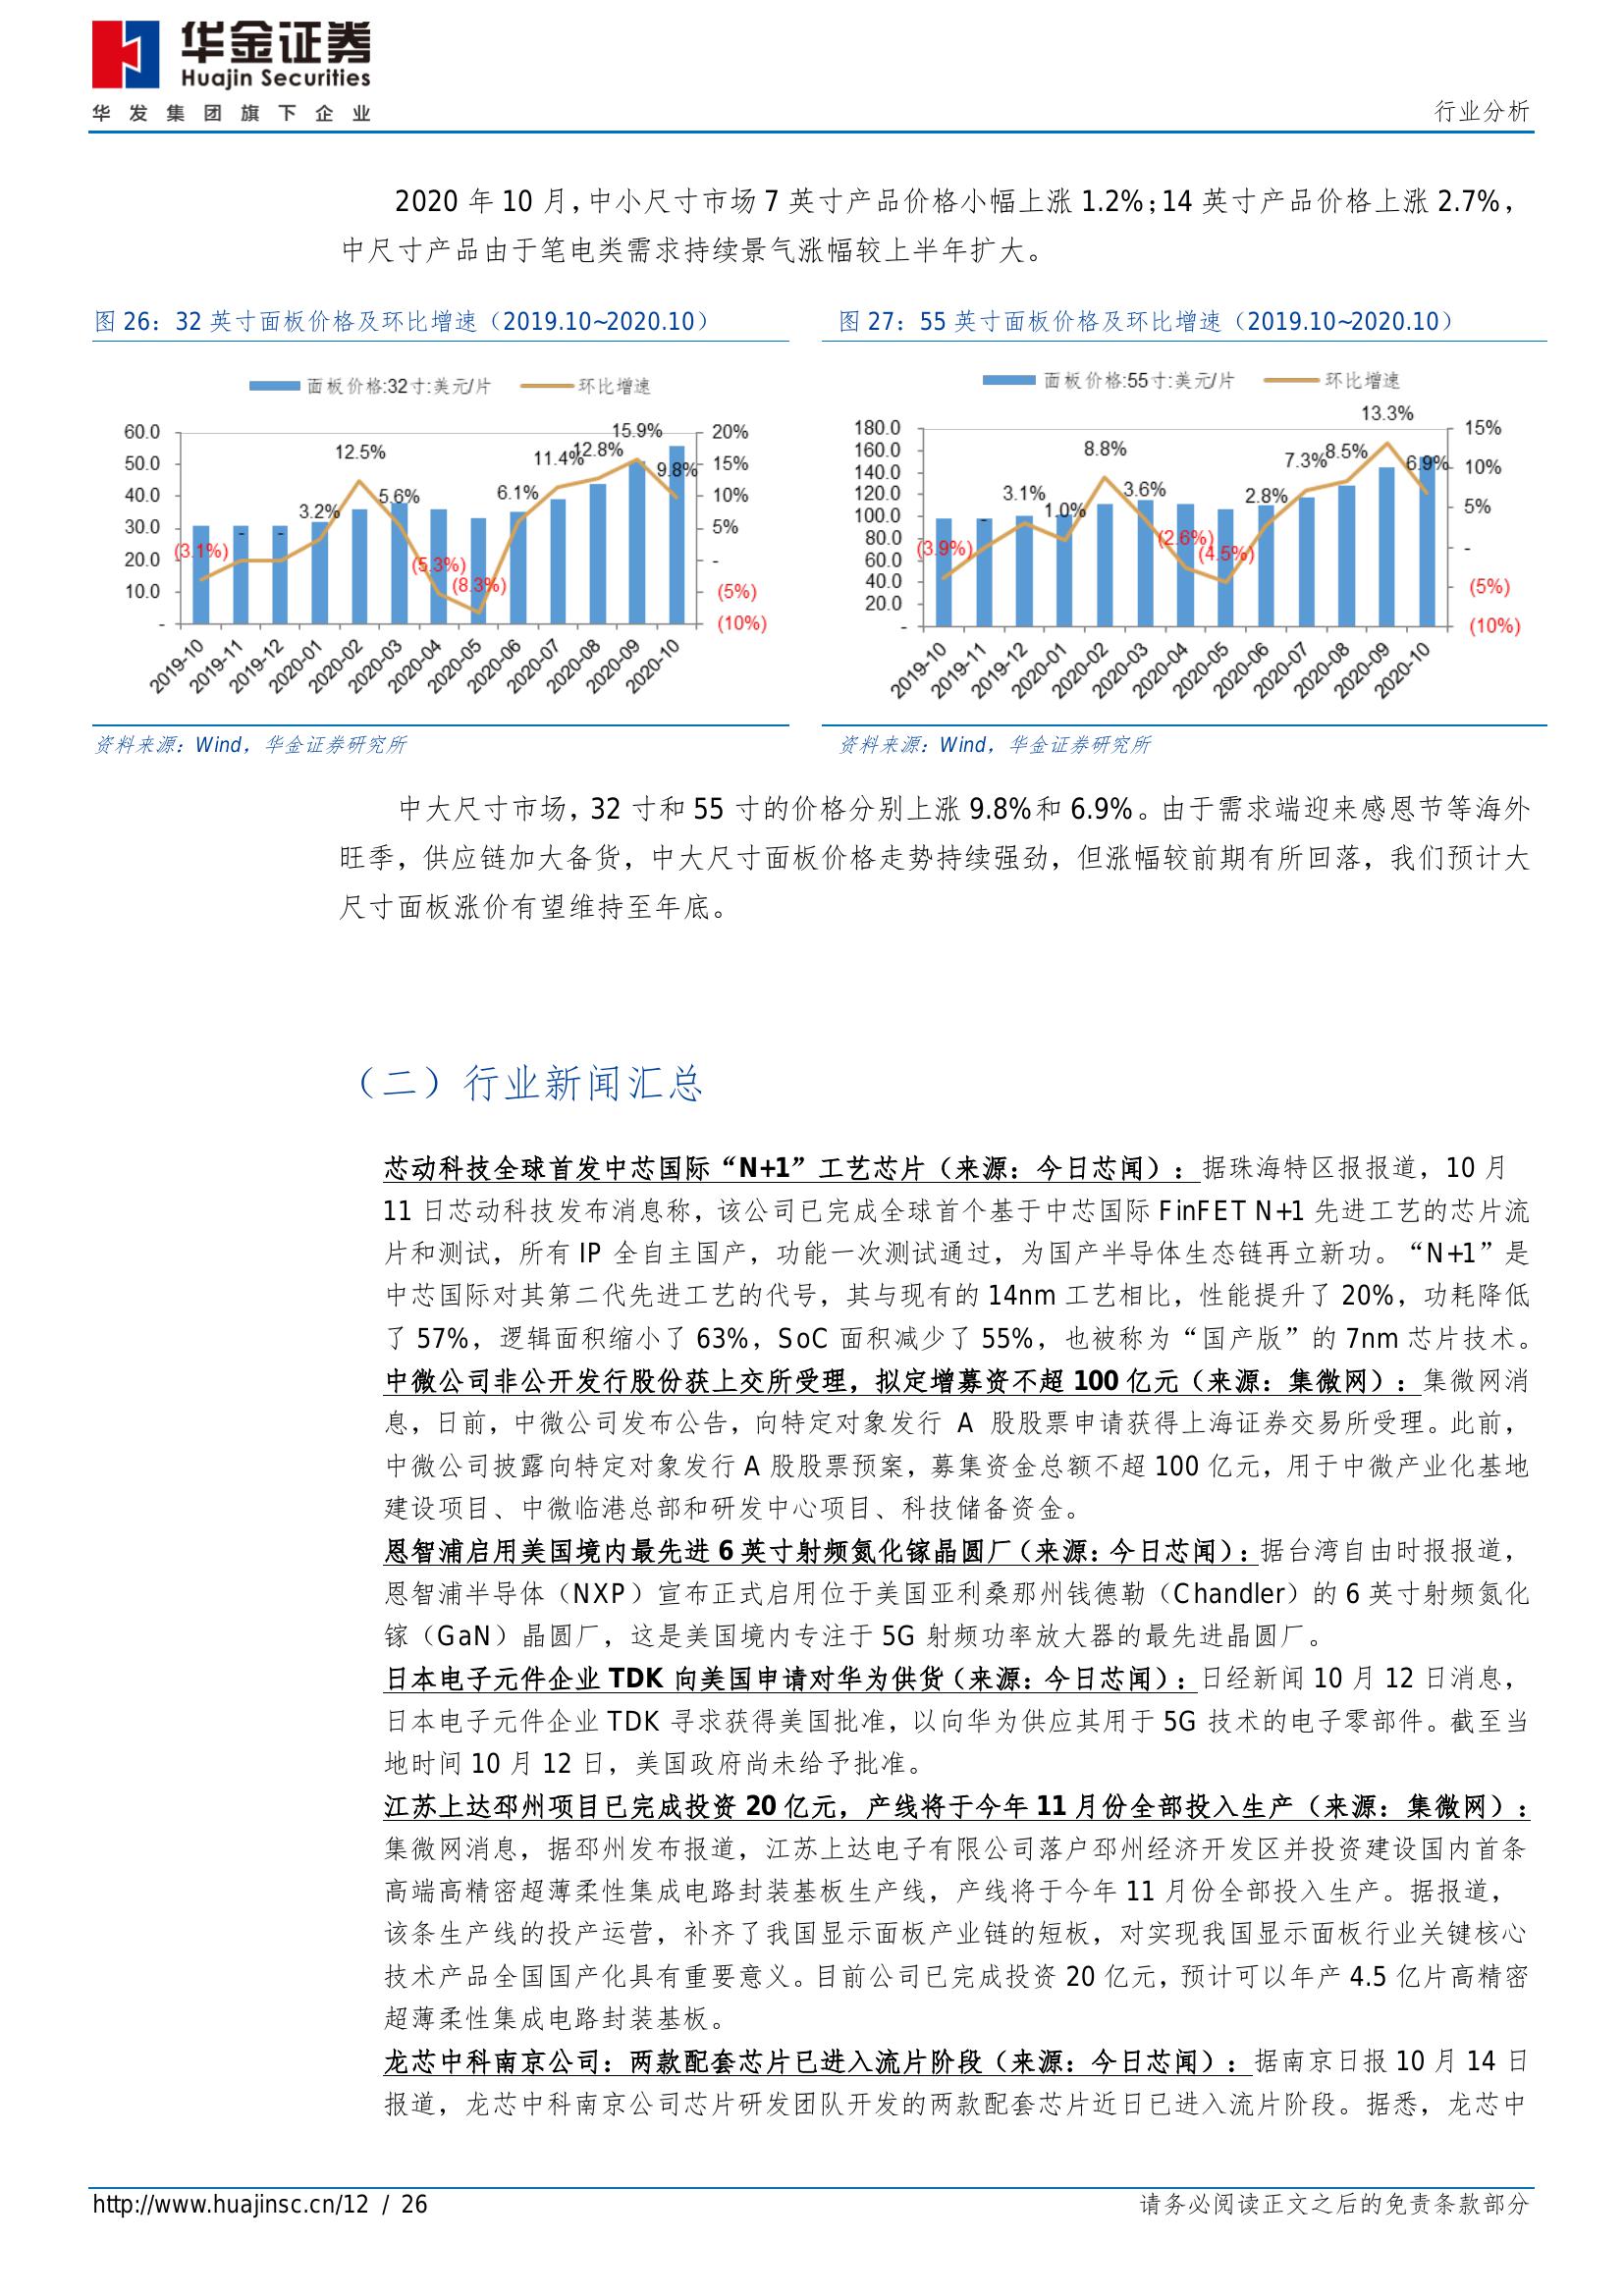 华金证券
Huajin Securities
华发集团旗下企业
行业分析
2020 年 10 月，中小尺寸市场 7 英寸产品价格小幅上涨 1.2%；14 英寸产品价格上涨 2.7%，
中尺寸产品由于笔电类需求持续景气涨幅较上半年扩大。
图 26：32 英寸面板价格及环比增速（2019.10~2020.10）
面板价格:32寸:美元/片 环比增速
60.0
50.0
40.0
30.0
20.0
10.0
-
20%
15%
10%
5%
-
(5%)
(10%)
(3.1%)
-
-
3.2%
12.5%
5.6%
(5.3%)
(8.3%)
6.1%
11.4%
12.8%
15.9%
9.8%
2019-10
2019-11
2019-12
2020-01
2020-02
2020-03
2020-04
2020-05
2020-06
2020-07
2020-08
2020-09
2020-10
资料来源：Wind，华金证券研究所
图 27：55 英寸面板价格及环比增速（2019.10~2020.10）
面板价格:55寸:美元/片 环比增速
180.0
160.0
140.0
120.0
100.0
80.0
60.0
40.0
20.0
-
15%
10%
5%
-
(5%)
(10%)
(3.9%)
-
3.1%
1.0%
8.8%
3.6%
(2.6%)
(4.5%)
2.8%
7.3%
8.5%
13.3%
6.9%
2019-10
2019-11
2019-12
2020-01
2020-02
2020-03
2020-04
2020-05
2020-06
2020-07
2020-08
2020-09
2020-10
资料来源：Wind，华金证券研究所
中大尺寸市场，32 寸和 55 寸的价格分别上涨 9.8%和 6.9%。由于需求端迎来感恩节等海外
旺季，供应链加大备货，中大尺寸面板价格走势持续强劲，但涨幅较前期有所回落，我们预计大
尺寸面板涨价有望维持至年底。
（二）行业新闻汇总
芯动科技全球首发中芯国际“N+1”工艺芯片（来源：今日芯闻）：据珠海特区报报道，10 月
11 日芯动科技发布消息称，该公司已完成全球首个基于中芯国际 FinFET N+1 先进工艺的芯片流
片和测试，所有 IP 全自主国产，功能一次测试通过，为国产半导体生态链再立新功。“N+1”是
中芯国际对其第二代先进工艺的代号，其与现有的 14nm 工艺相比，性能提升了 20%，功耗降低
了 57%，逻辑面积缩小了 63%，SoC 面积减少了 55%，也被称为“国产版”的 7nm 芯片技术。
中微公司非公开发行股份获上交所受理，拟定增募资不超 100 亿元（来源：集微网）：集微网消
息，日前，中微公司发布公告，向特定对象发行 A 股股票申请获得上海证券交易所受理。此前，
中微公司披露向特定对象发行 A 股股票预案，募集资金总额不超 100 亿元，用于中微产业化基地
建设项目、中微临港总部和研发中心项目、科技储备资金。
恩智浦启用美国境内最先进 6 英寸射频氮化镓晶圆厂（来源：今日芯闻）：据台湾自由时报报道，
恩智浦半导体（NXP）宣布正式启用位于美国亚利桑那州钱德勒（Chandler）的 6 英寸射频氮化
镓（GaN）晶圆厂，这是美国境内专注于 5G 射频功率放大器的最先进晶圆厂。
日本电子元件企业 TDK 向美国申请对华为供货（来源：今日芯闻）：日经新闻 10 月 12 日消息，
日本电子元件企业 TDK 寻求获得美国批准，以向华为供应其用于 5G 技术的电子零部件。截至当
地时间 10 月 12 日，美国政府尚未给予批准。
江苏上达邳州项目已完成投资 20 亿元，产线将于今年 11 月份全部投入生产（来源：集微网）：
集微网消息，据邳州发布报道，江苏上达电子有限公司落户邳州经济开发区并投资建设国内首条
高端高精密超薄柔性集成电路封装基板生产线，产线将于今年 11 月份全部投入生产。据报道，
该条生产线的投产运营，补齐了我国显示面板产业链的短板，对实现我国显示面板行业关键核心
技术产品全国国产化具有重要意义。目前公司已完成投资 20 亿元，预计可以年产 4.5 亿片高精密
超薄柔性集成电路封装基板。
龙芯中科南京公司：两款配套芯片已进入流片阶段（来源：今日芯闻）：据南京日报 10 月 14 日
报道，龙芯中科南京公司芯片研发团队开发的两款配套芯片近日已进入流片阶段。据悉，龙芯中
http://www.huajinsc.cn/12 / 26
请务必阅读正文之后的免责条款部分